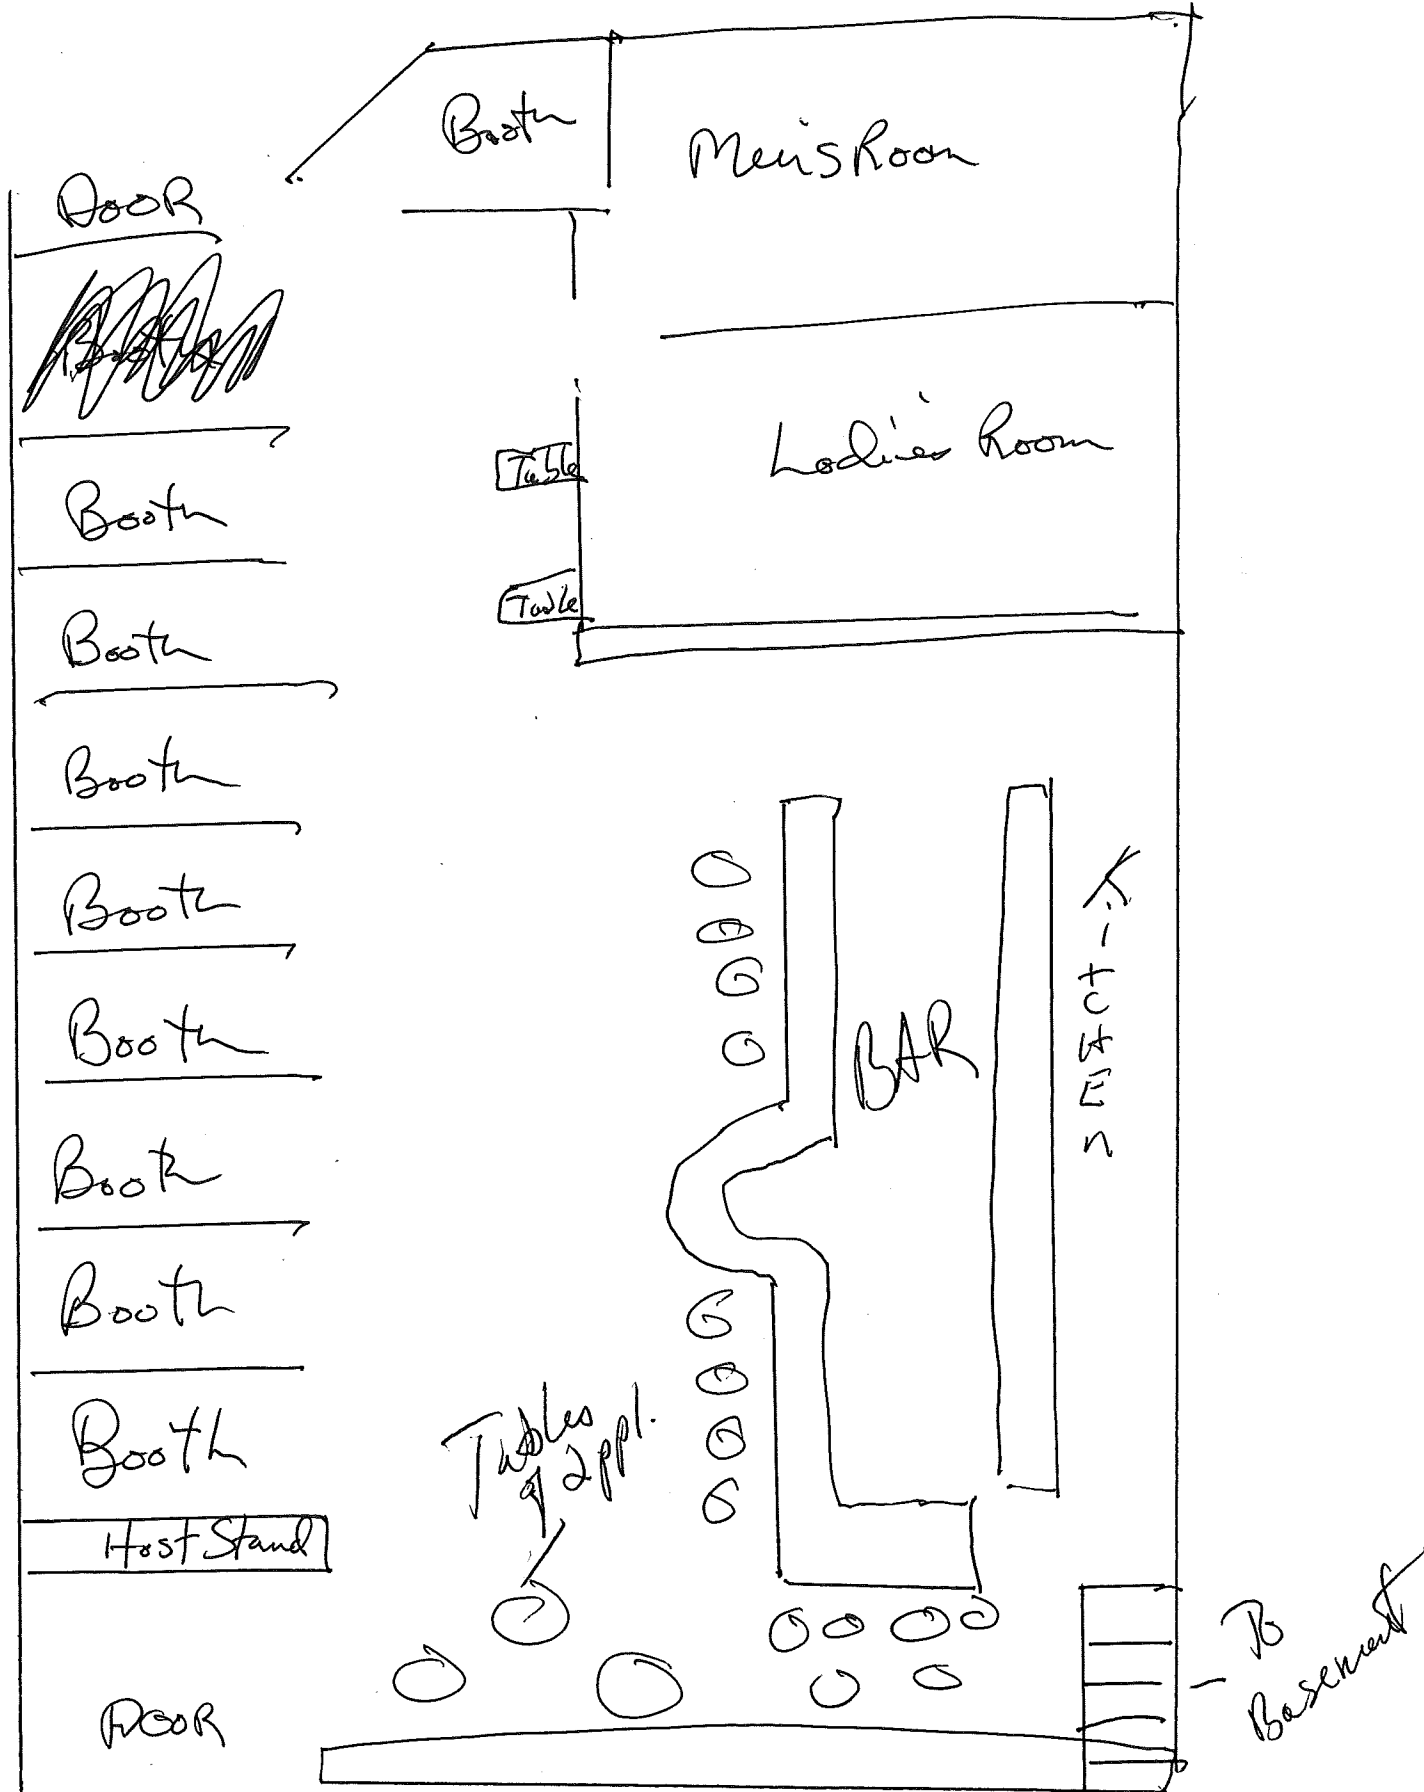 Booth
Men's Room
DOOR
Ladies' Room
Table
Booth
Table
Booth
Booth
Booth
KITCHEn
BAR
Booth
Booth
Booth
Tables
of 2 ppl.
Booth
Host Stand
To
Basement
DOOR